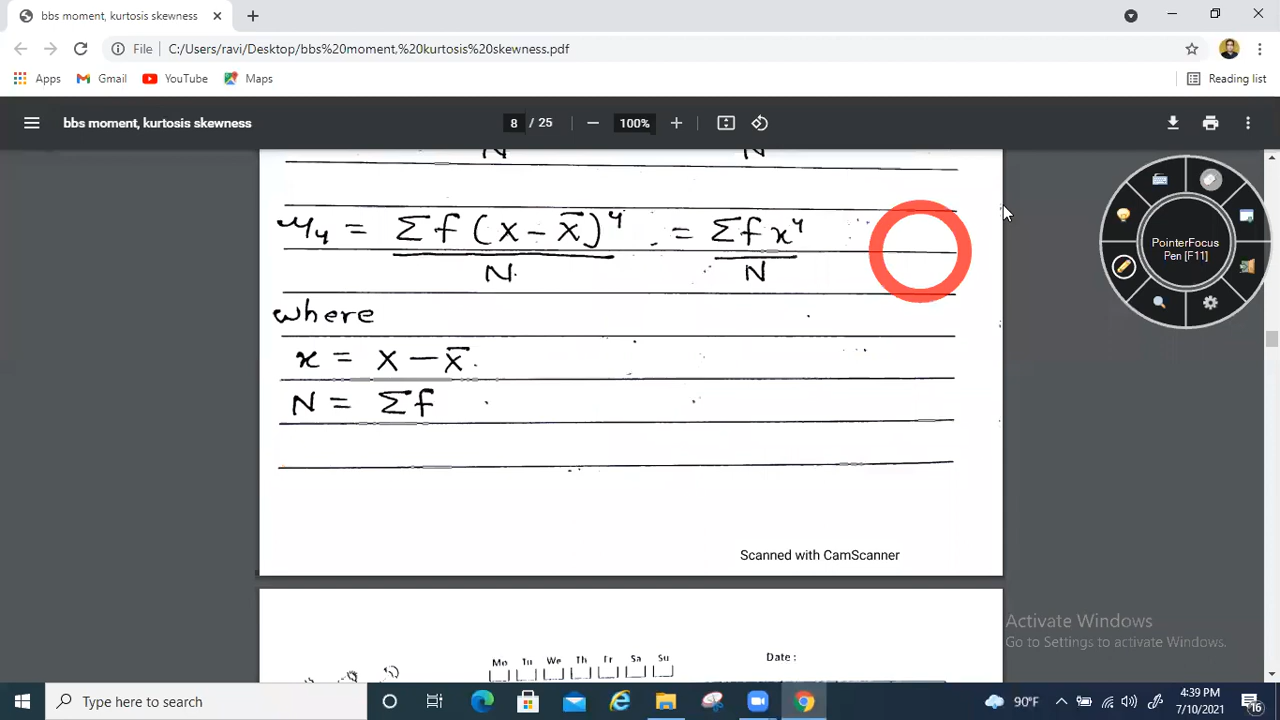 bbs moment, kurtosis skewness
File C:/Users/ravi/Desktop/bbs%20moment,%20kurtosis%20skewness.pdf
Apps Gmail YouTube Maps Reading list
bbs moment, kurtosis skewness 8 / 25 100%
N N
μ₄ = Σf(X-X̄)⁴/N = Σfx⁴/N
where
x = X - X̄
N = Σf
PointerFocus
Pen [F11]
Scanned with CamScanner
Activate Windows
Go to Settings to activate Windows.
Mo Tu We Th Fr Sa Su Date :
Type here to search 90°F 4:39 PM
7/10/2021
16